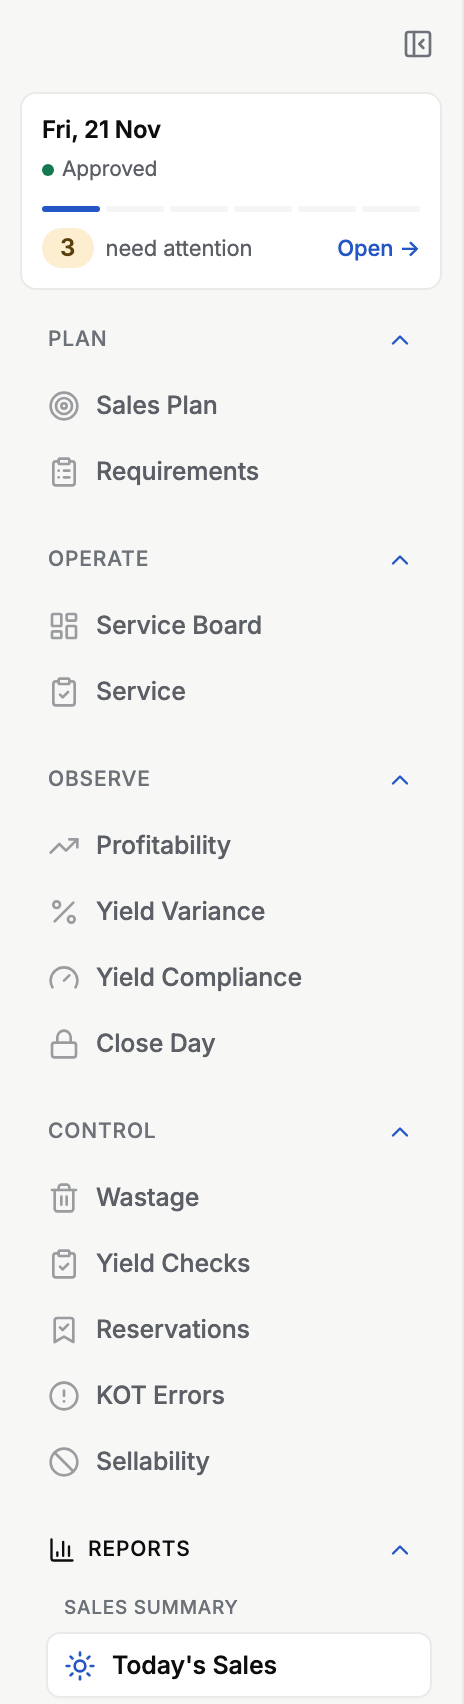 Fri, 21 Nov
Approved
3 need attention Open →
PLAN
Sales Plan
Requirements
OPERATE
Service Board
Service
OBSERVE
Profitability
Yield Variance
Yield Compliance
Close Day
CONTROL
Wastage
Yield Checks
Reservations
KOT Errors
Sellability
REPORTS
SALES SUMMARY
Today's Sales